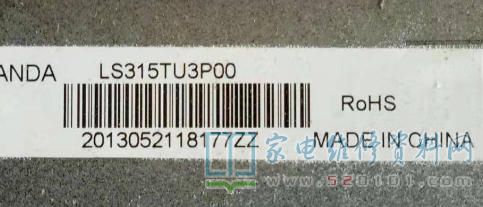 ANDA LS315TU3P00
RoHS
2013052118177ZZ MADE IN CHINA
家电维修资料网
www.520101.com